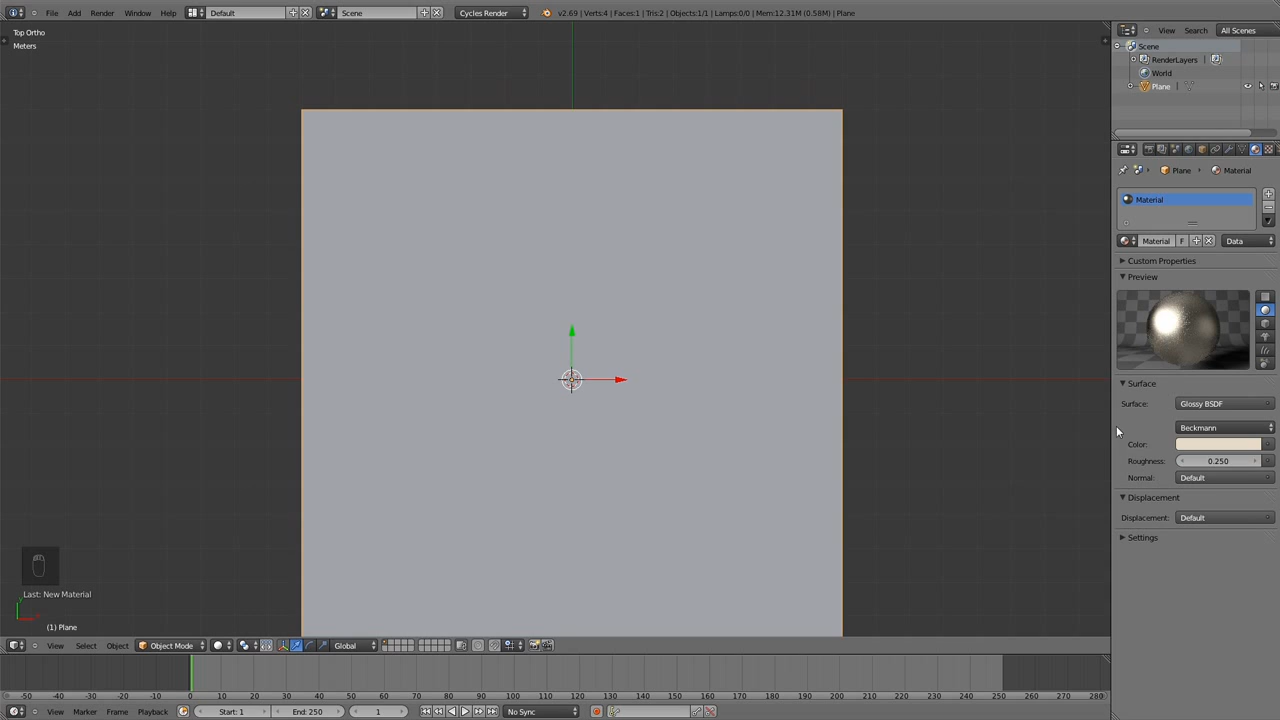 File Add Render Window Help Default Scene Cycles Render v2.69 | Verts:4 | Faces:1 | Tris:2 | Objects:1/1 | Lamps:0/0 | Mem:12.31M (0.58M) | Plane
Top Ortho
Meters
View Search All Scenes
Scene
RenderLayers |
World
Plane |
Plane Material
Material
Material F Data
Custom Properties
Preview
Surface
Surface: Glossy BSDF
Beckmann
Color:
Roughness: 0.250
Normal: Default
Displacement
Displacement: Default
Settings
Last: New Material
(1) Plane
View Select Object Object Mode Global
-50 -40 -30 -20 -10 0 10 20 30 40 50 60 70 80 90 100 110 120 130 140 150 160 170 180 190 200 210 220 230 240 250 260 270 280
View Marker Frame Playback Start: 1 End: 250 1 No Sync